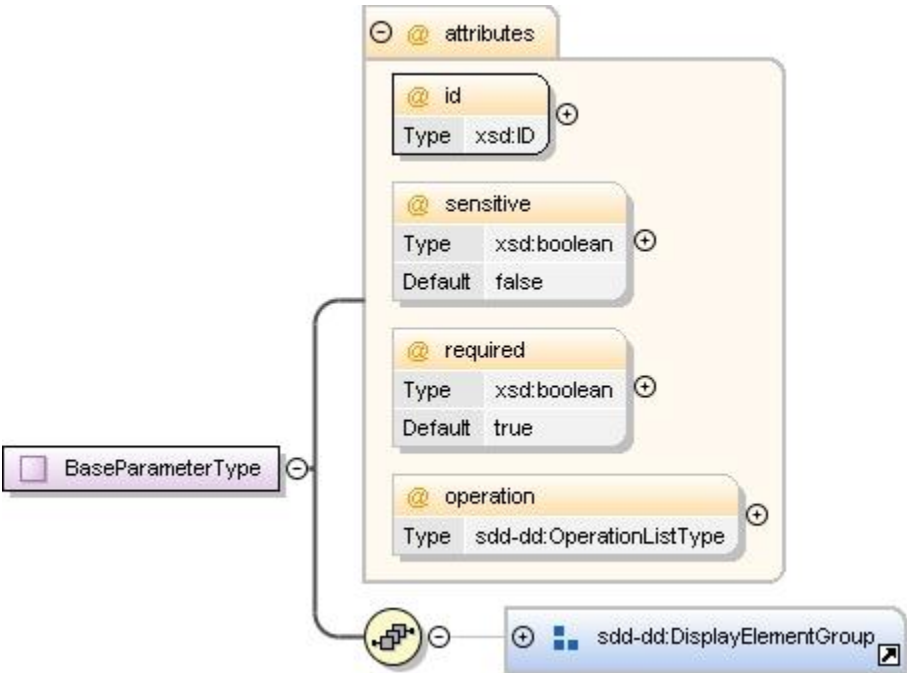 @ attributes
@ id
Type xsd:ID
@ sensitive
Type xsd:boolean
Default false
@ required
Type xsd:boolean
Default true
BaseParameterType
@ operation
Type sdd-dd:OperationListType
sdd-dd:DisplayElementGroup